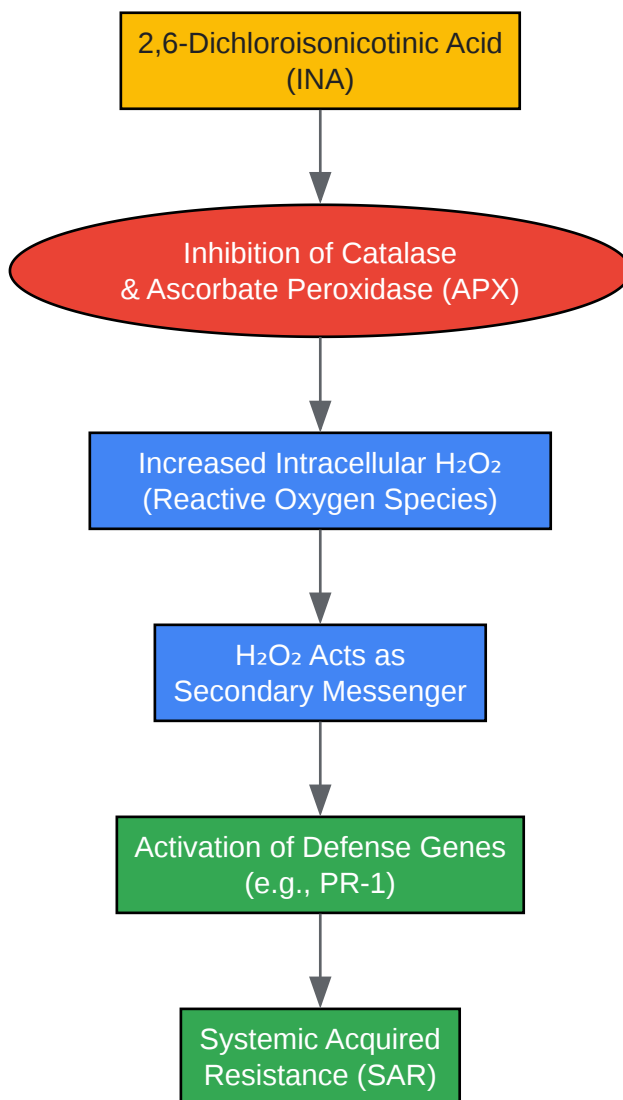 2,6-Dichloroisonicotinic Acid
(INA)
Inhibition of Catalase
& Ascorbate Peroxidase (APX)
Increased Intracellular H₂O₂
(Reactive Oxygen Species)
H₂O₂ Acts as
Secondary Messenger
Activation of Defense Genes
(e.g., PR-1)
Systemic Acquired
Resistance (SAR)